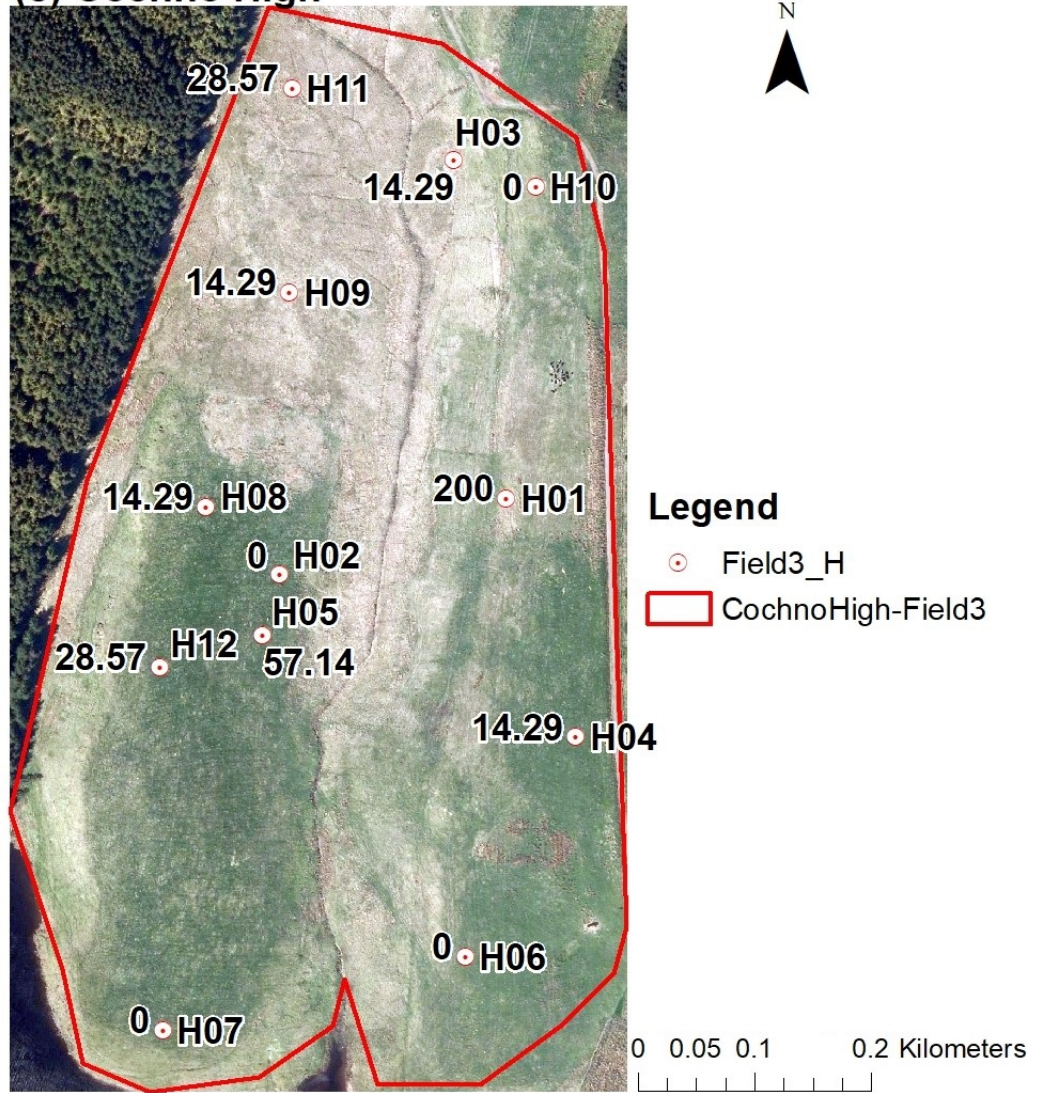 N
28.57 H11
H03
14.29
0 H10
14.29 H09
14.29 H08
200 H01
0 H02
H05
57.14
28.57 H12
14.29 H04
0 H06
0 H07
Legend
Field3_H
CochnoHigh-Field3
0 0.05 0.1 0.2 Kilometers